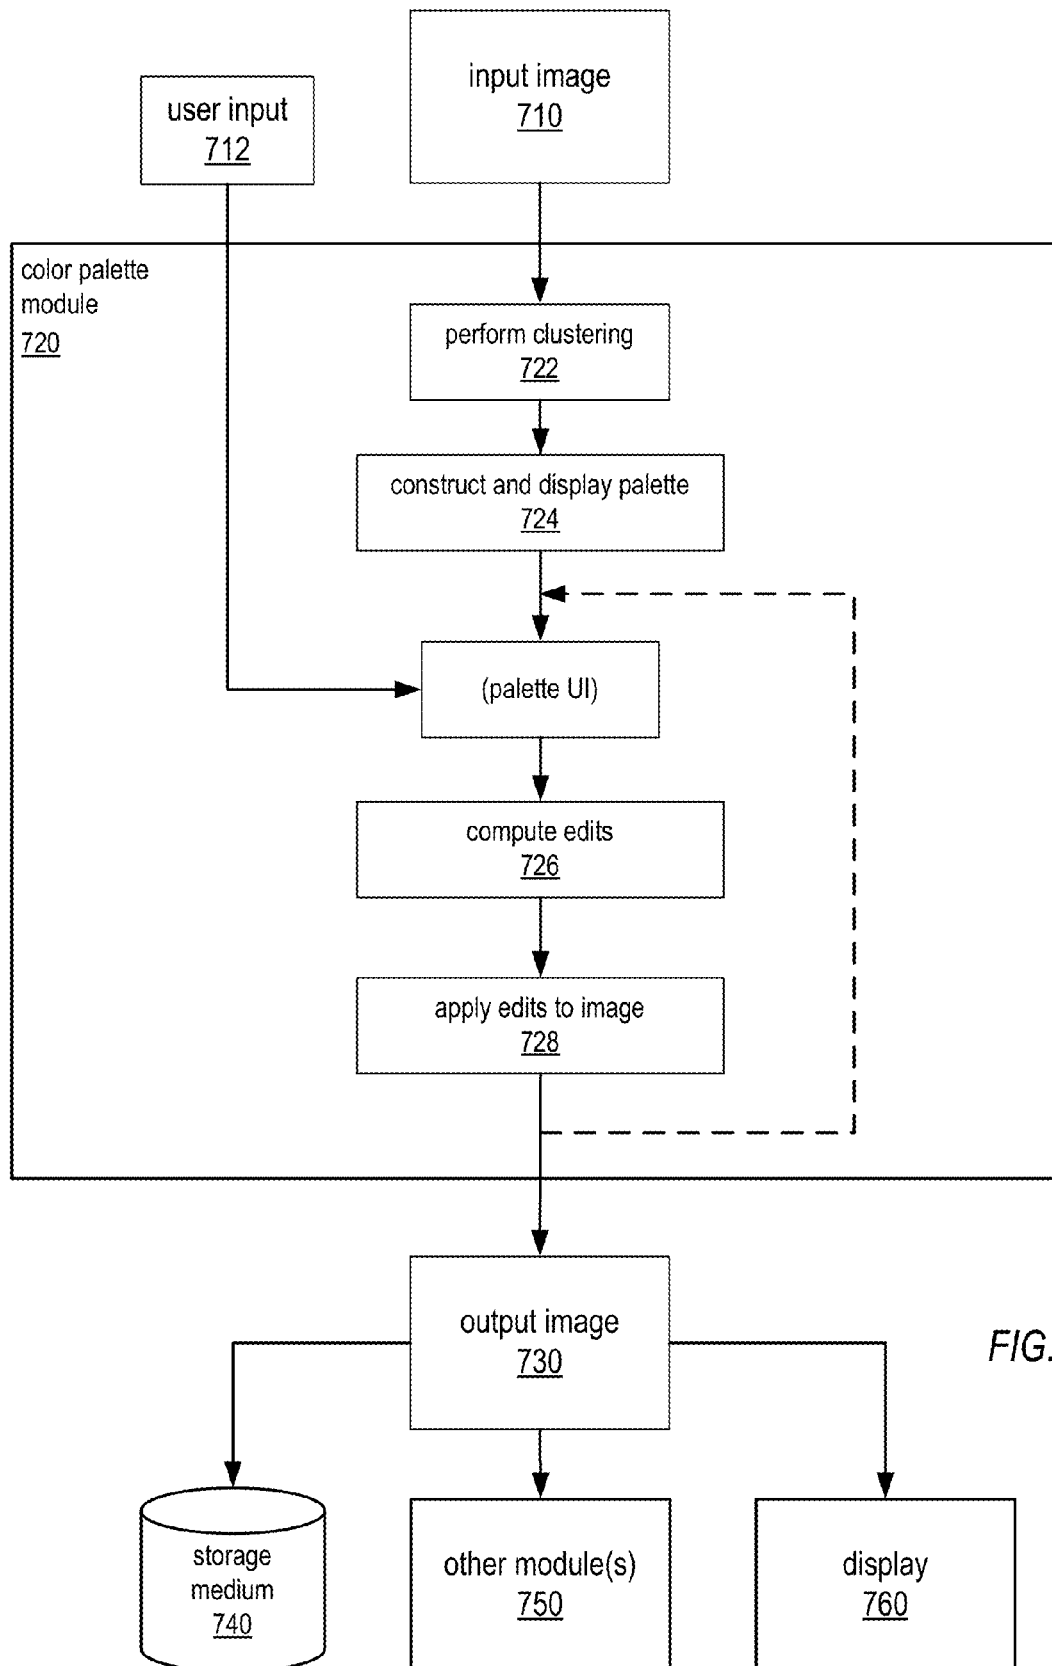 input image
710
user input
712
color palette
module
720
perform clustering
722
construct and display palette
724
(palette UI)
compute edits
726
apply edits to image
728
output image
730
FIG.
storage
medium
740
other module(s)
750
display
760